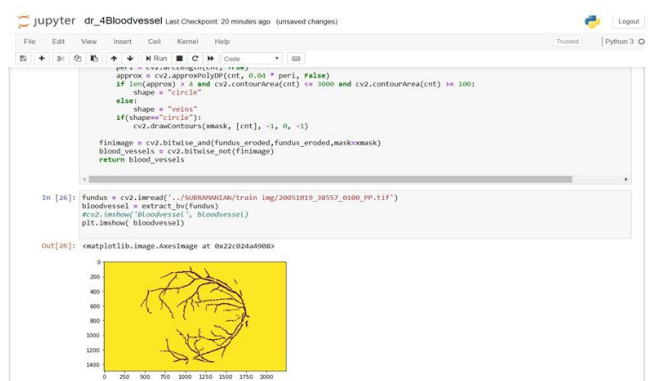 jupyter dr_4Bloodvessel Last Checkpoint: 20 minutes ago (unsaved changes)
Logout
File Edit View Insert Cell Kernel Help
Trusted
Python 3
Run
Code
peri = cv2.arcLength(cnt, True)
approx = cv2.approxPolyDP(cnt, 0.04 * peri, False)
if len(approx) > 4 and cv2.contourArea(cnt) <= 3000 and cv2.contourArea(cnt) >= 100:
shape = "circle"
else:
shape = "veins"
if(shape=="circle"):
cv2.drawContours(xmask, [cnt], -1, 0, -1)
finimage = cv2.bitwise_and(fundus_eroded,fundus_eroded,mask=xmask)
blood_vessels = cv2.bitwise_not(finimage)
return blood_vessels
In [26]: fundus = cv2.imread('../SUBRAMANIAN/train img/20051019_38557_0100_PP.tif')
bloodvessel = extract_bv(fundus)
#cv2.imshow('Bloodvessel', bloodvessel)
plt.imshow( bloodvessel)
Out[26]: <matplotlib.image.AxesImage at 0x22c024a4908>
0
200
400
600
800
1000
1200
1400
0 250 500 750 1000 1250 1500 1750 2000